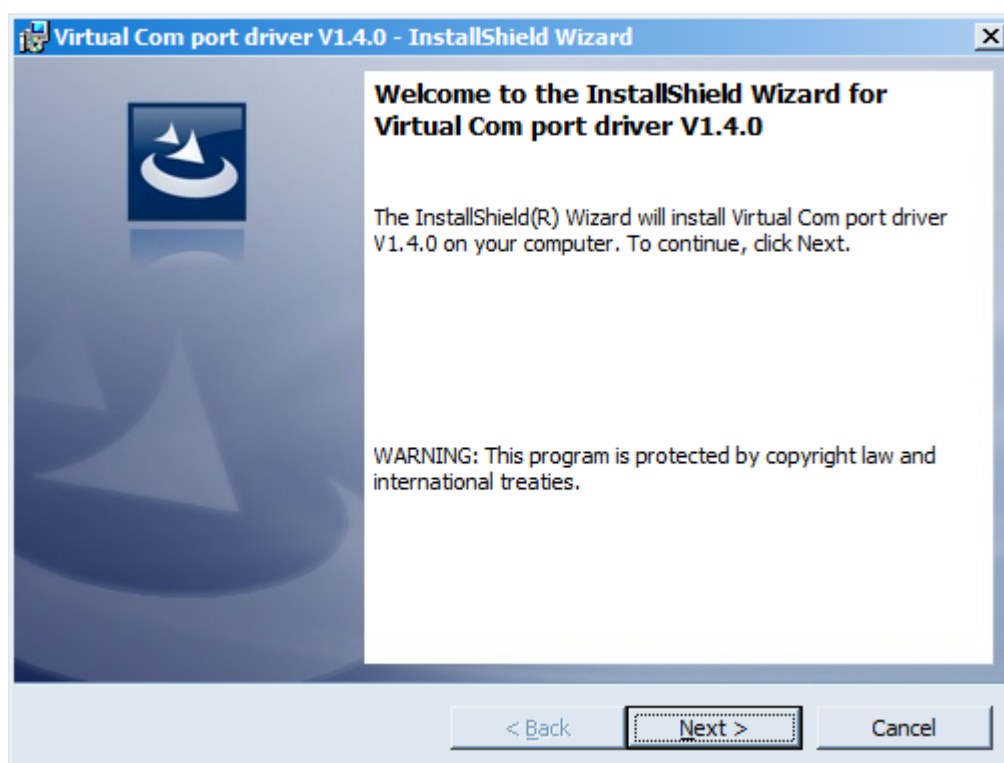 Virtual Com port driver V1.4.0 - InstallShield Wizard
Welcome to the InstallShield Wizard for
Virtual Com port driver V1.4.0
The InstallShield(R) Wizard will install Virtual Com port driver
V1.4.0 on your computer. To continue, click Next.
WARNING: This program is protected by copyright law and
international treaties.
< Back
Next >
Cancel